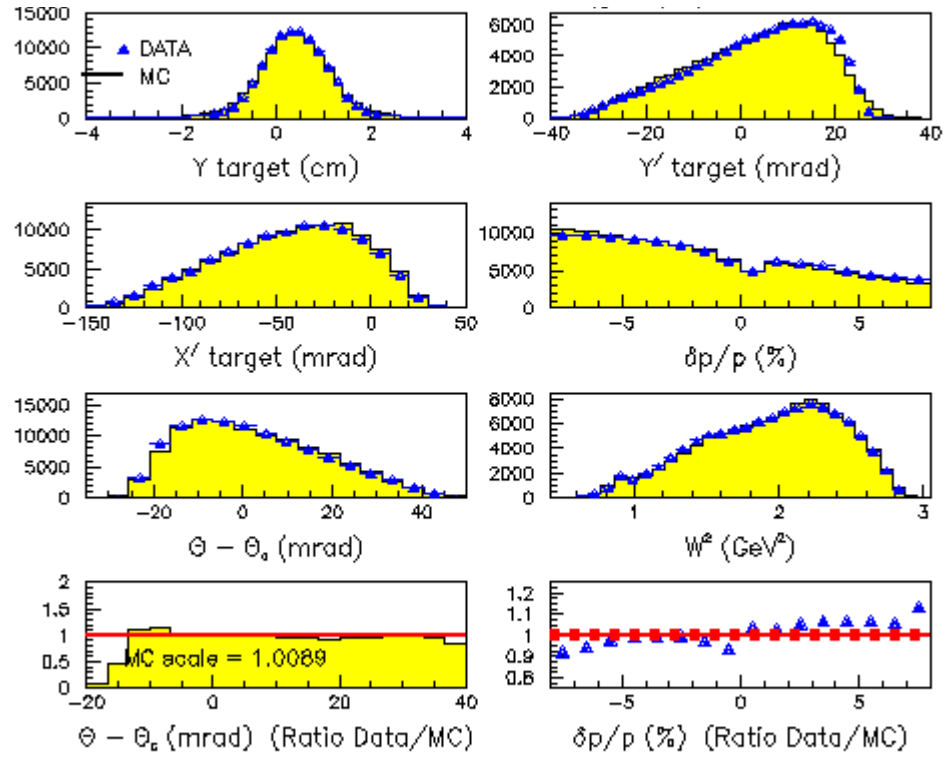 15000
10000
5000
0
DATA
MC
−4 −2 0 2 4
Y target (cm)
8000
6000
4000
2000
0
−40 −20 0 20 40
Y′ target (mrad)
10000
5000
0
−150 −100 −50 0 50
X′ target (mrad)
10000
5000
0
−5 0 5
δp/p (%)
15000
10000
5000
0
−20 0 20 40
Θ − Θ₀ (mrad)
8000
6000
4000
2000
0
1 2 3
W² (GeV²)
2
1.5
1
0.5
0
MC scale = 1.0089
−20 0 20 40
Θ − Θ₀ (mrad) (Ratio Data/MC)
1.2
1.1
1
0.9
0.8
−5 0 5
δp/p (%) (Ratio Data/MC)